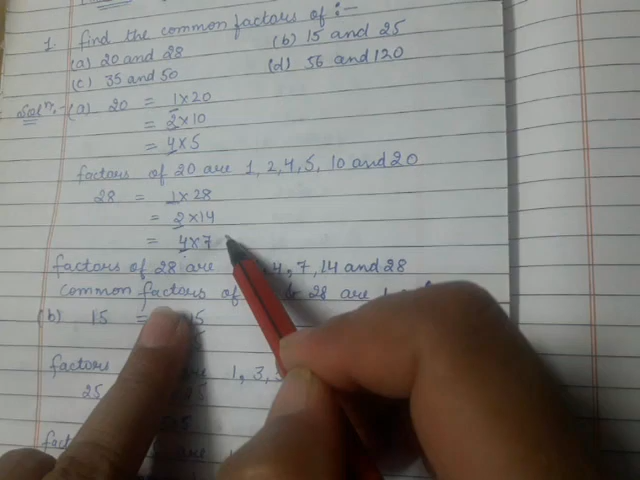 1. find the common factors of :-
(a) 20 and 28 (b) 15 and 25
(c) 35 and 50 (d) 56 and 120
Solⁿ.- (a) 20 = 1×20
= 2×10
= 4×5
factors of 20 are 1, 2, 4, 5, 10 and 20
28 = 1×28
= 2×14
= 4×7
factors of 28 are 4, 7, 14 and 28
Common factors of & 28 are 1,
(b) 15 =
factors 1, 3,
25